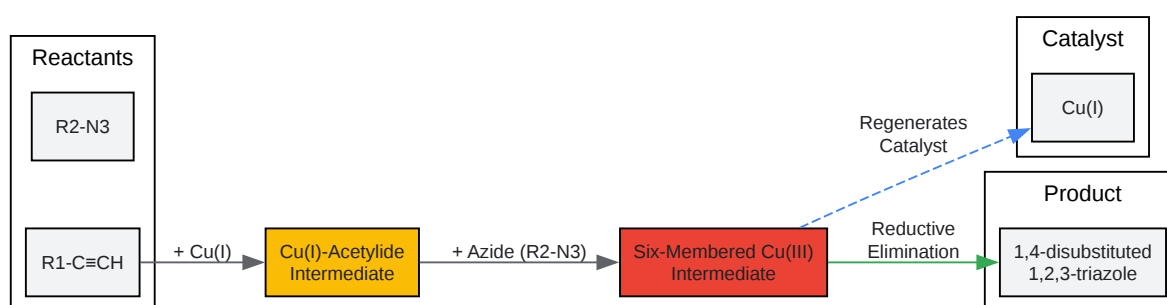 Reactants
R2-N3
R1-C≡CH
+ Cu(I)
Cu(I)-Acetylide
Intermediate
+ Azide (R2-N3)
Six-Membered Cu(III)
Intermediate
Regenerates
Catalyst
Reductive
Elimination
Catalyst
Cu(I)
Product
1,4-disubstituted
1,2,3-triazole